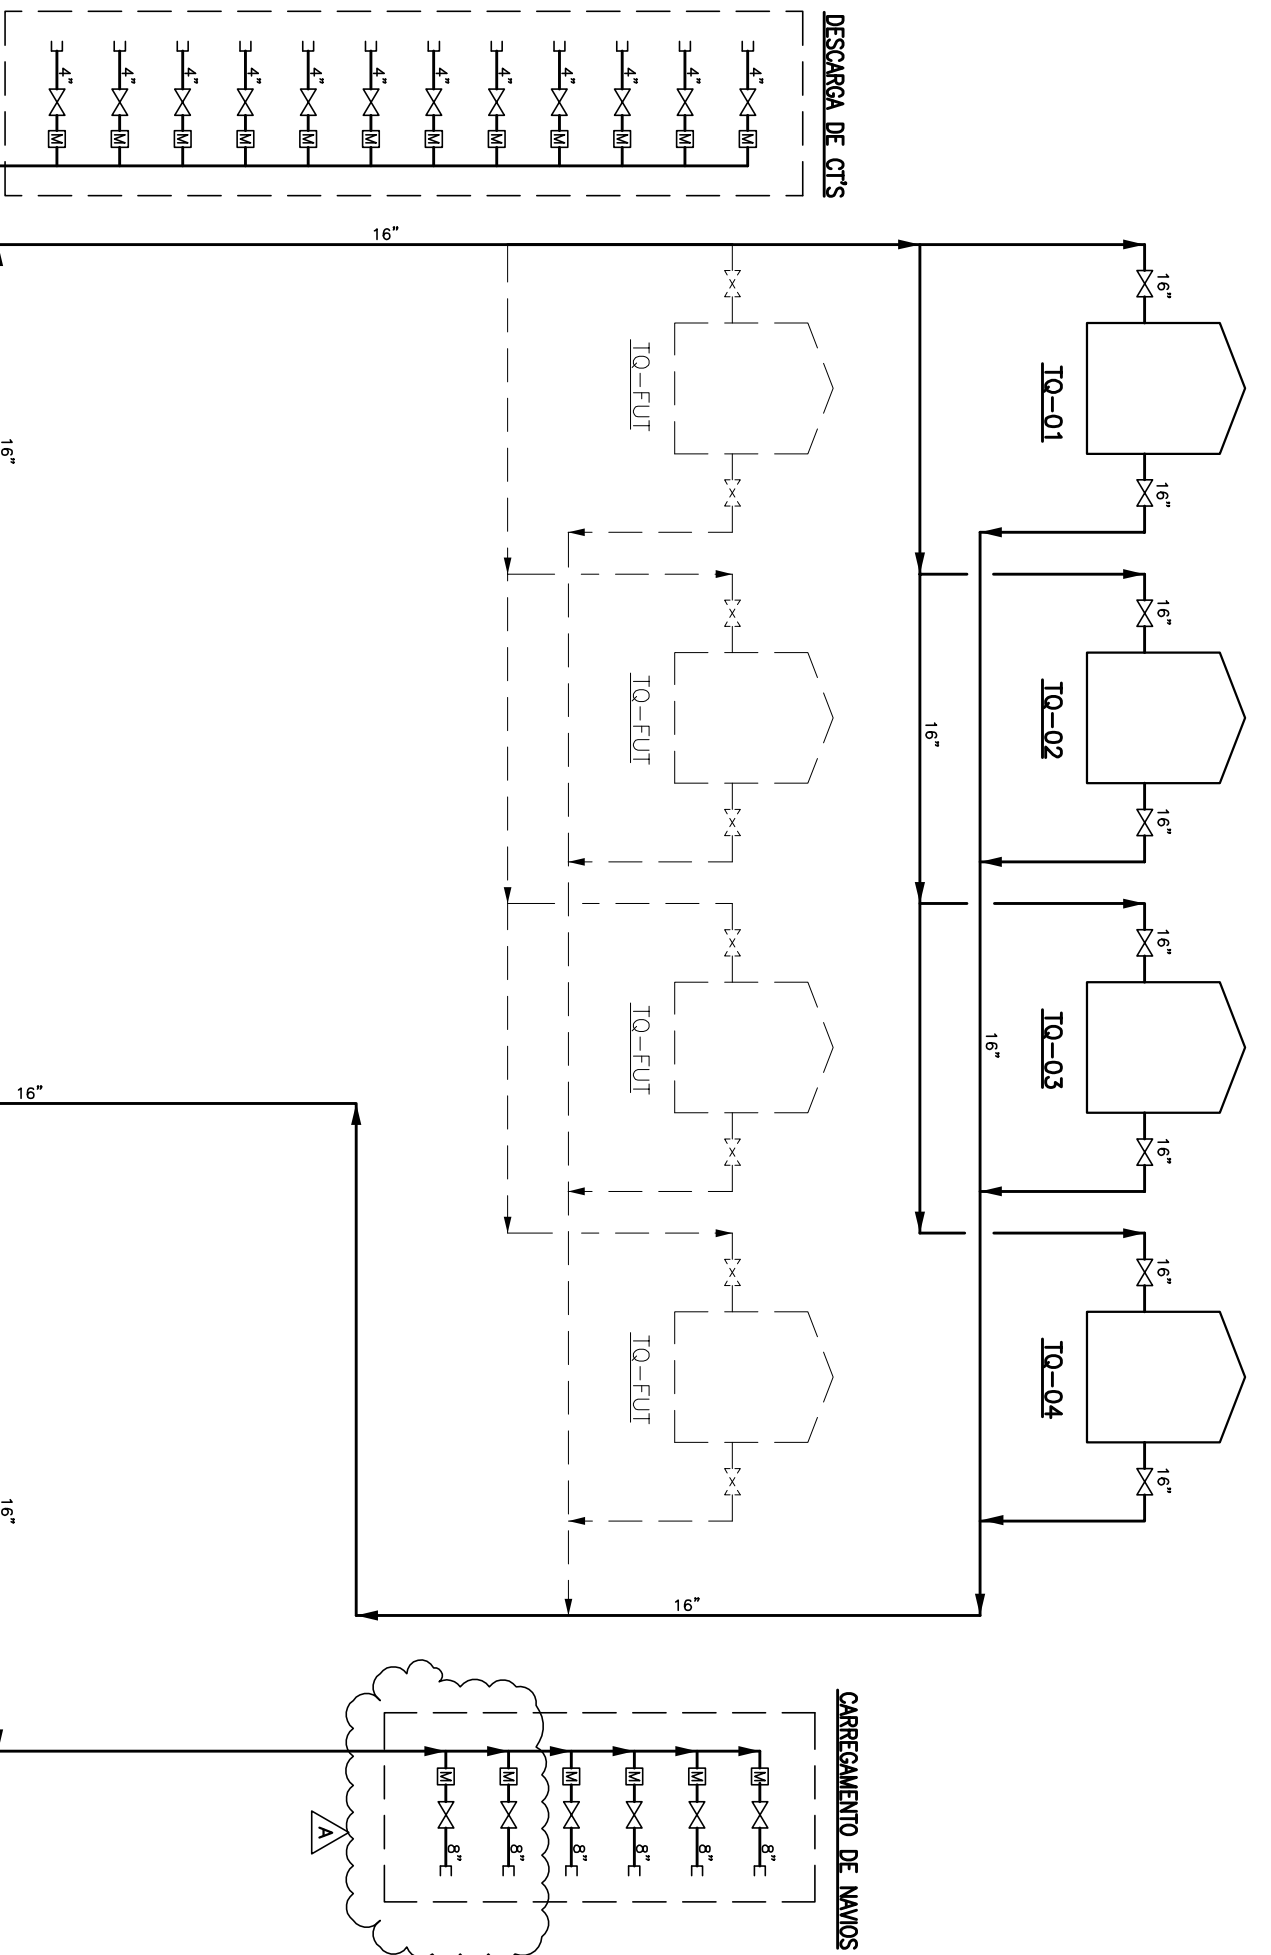 16"
16"
16"
16"
16"
16"
16"
16"
TQ-01
TQ-02
TQ-03
TQ-04
16"
16"
DESCARGA DE CT'S
CARREGAMENTO DE NAVIOS
4" M
4" M
4" M
4" M
4" M
4" M
4" M
4" M
4" M
4" M
4" M
4" M
TQ-FUT
TQ-FUT
TQ-FUT
TQ-FUT
16"
16"
M 8"
M 8"
M 8"
M 8"
M 8"
M 8"
A
16"
16"
16"